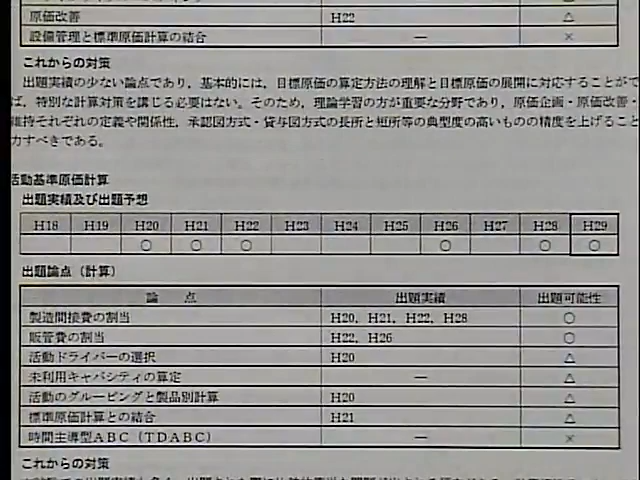 原価改善 H22 △
設備管理と標準原価計算の結合 ― ×
これからの対策
出題実績の少ない論点であり、基本的には、目標原価の算定方法の理解と目標原価の展開に対応することがで
ば、特別な計算対策を講じる必要はない。そのため、理論学習の方が重要な分野であり、原価企画・原価改善・
維持それぞれの定義や関係性、承認図方式・貸与図方式の長所と短所等の典型度の高いものの精度を上げること
力すべきである。
活動基準原価計算
出題実績及び出題予想
H18 H19 H20 H21 H22 H23 H24 H25 H26 H27 H28 H29
○ ○ ○ ○ ○ ○
出題論点（計算）
論 点 出題実績 出題可能性
製造間接費の割当 H20、H21、H22、H28 ○
販管費の割当 H22、H26 ○
活動ドライバーの選択 H20 △
未利用キャパシティの算定 ― △
活動のグルーピングと製品別計算 H20 △
標準原価計算との結合 H21 △
時間主導型ＡＢＣ（ＴＤＡＢＣ） ― ×
これからの対策